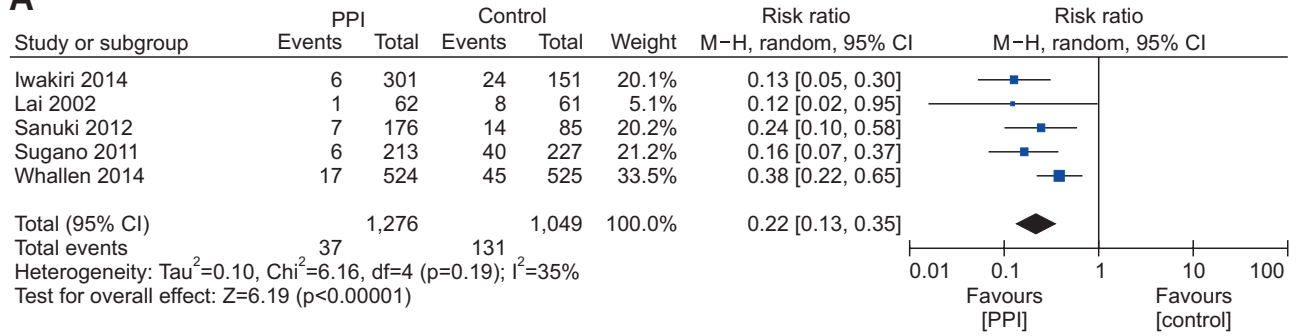 A
PPI Control Risk ratio Risk ratio
Study or subgroup Events Total Events Total Weight M−H, random, 95% CI M−H, random, 95% CI
Iwakiri 2014 6 301 24 151 20.1% 0.13 [0.05, 0.30]
Lai 2002 1 62 8 61 5.1% 0.12 [0.02, 0.95]
Sanuki 2012 7 176 14 85 20.2% 0.24 [0.10, 0.58]
Sugano 2011 6 213 40 227 21.2% 0.16 [0.07, 0.37]
Whallen 2014 17 524 45 525 33.5% 0.38 [0.22, 0.65]
Total (95% CI) 1,276 1,049 100.0% 0.22 [0.13, 0.35]
Total events 37 131
Heterogeneity: Tau²=0.10, Chi²=6.16, df=4 (p=0.19); I²=35%
Test for overall effect: Z=6.19 (p<0.00001)
0.01 0.1 1 10 100
Favours Favours
[PPI] [control]